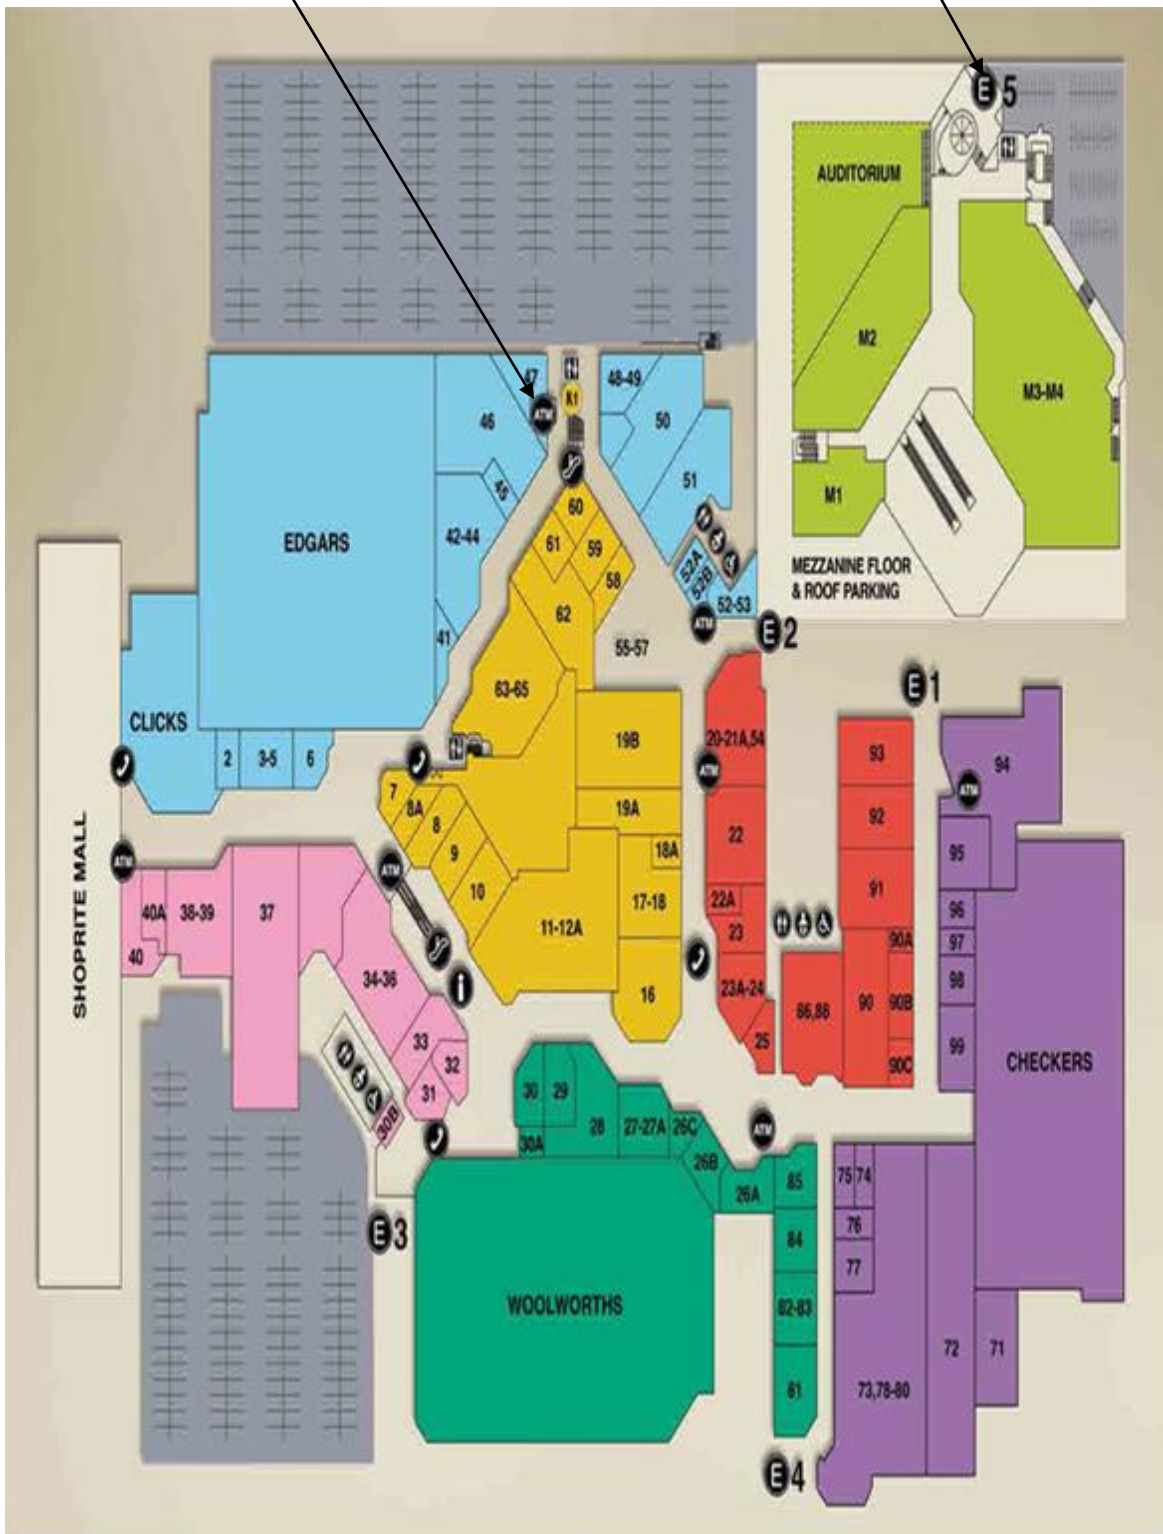 E 5
AUDITORIUM
M2
M3-M4
M1
MEZZANINE FLOOR
& ROOF PARKING
47
ATM
K1
48-49
46
50
45
51
42-44
EDGARS
60
61
59
58
52A
52B
52-53
62
ATM
E 2
41
55-57
63-65
E 1
CLICKS
2
3-5
6
19B
20-21A,54
93
94
ATM
ATM
7
8A
8
19A
92
9
18A
22
95
SHOPRITE MALL
ATM
ATM
10
17-18
22A
91
96
40A
38-39
37
11-12A
23
90A
97
40
34-36
i
16
23A-24
86,88
90
90B
98
33
25
99
32
90C
CHECKERS
31
30
29
30B
28
27-27A
26C
ATM
30A
26B
26A
85
75
74
76
E 3
84
77
WOOLWORTHS
82-83
72
71
81
73,78-80
E 4